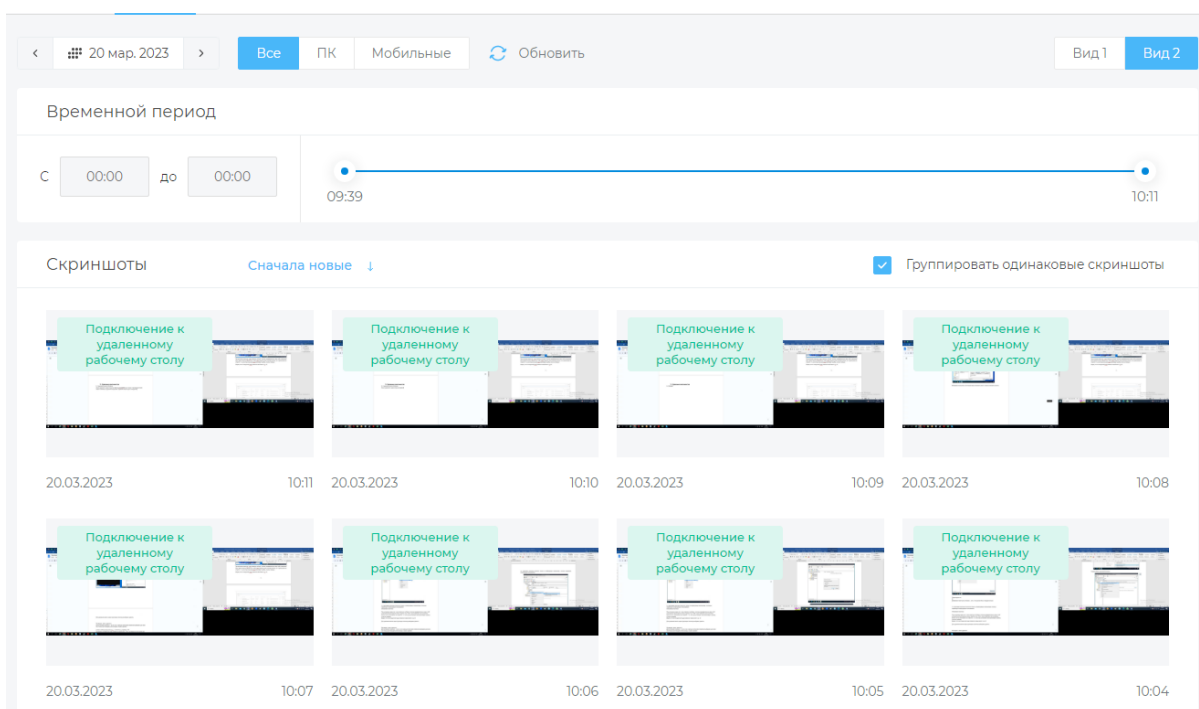 20 мар. 2023 Все ПК Мобильные Обновить Вид 1 Вид 2
Временной период
С 00:00 до 00:00
09:39 10:11
Скриншоты Сначала новые ↓ Группировать одинаковые скриншоты
Подключение к Подключение к Подключение к Подключение к
удаленному удаленному удаленному удаленному
рабочему столу рабочему столу рабочему столу рабочему столу
20.03.2023 10:11 20.03.2023 10:10 20.03.2023 10:09 20.03.2023 10:08
Подключение к Подключение к Подключение к Подключение к
удаленному удаленному удаленному удаленному
рабочему столу рабочему столу рабочему столу рабочему столу
20.03.2023 10:07 20.03.2023 10:06 20.03.2023 10:05 20.03.2023 10:04